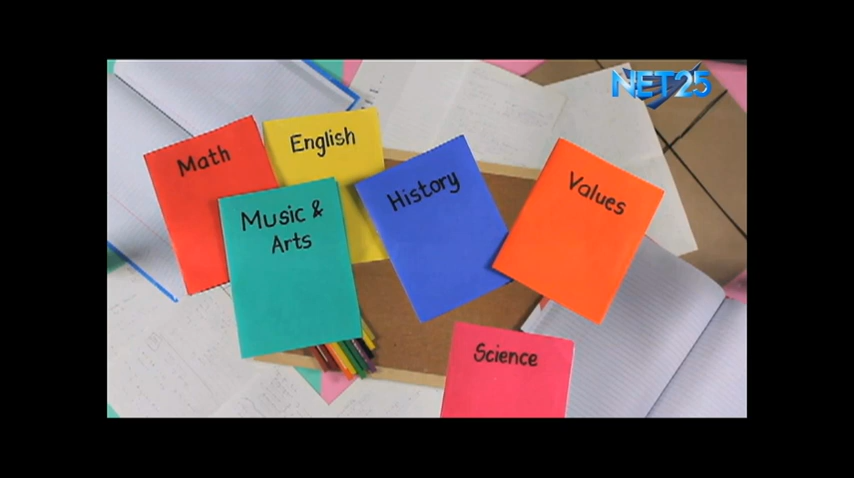 NET25
Math
English
Music &
Arts
History
Values
Science